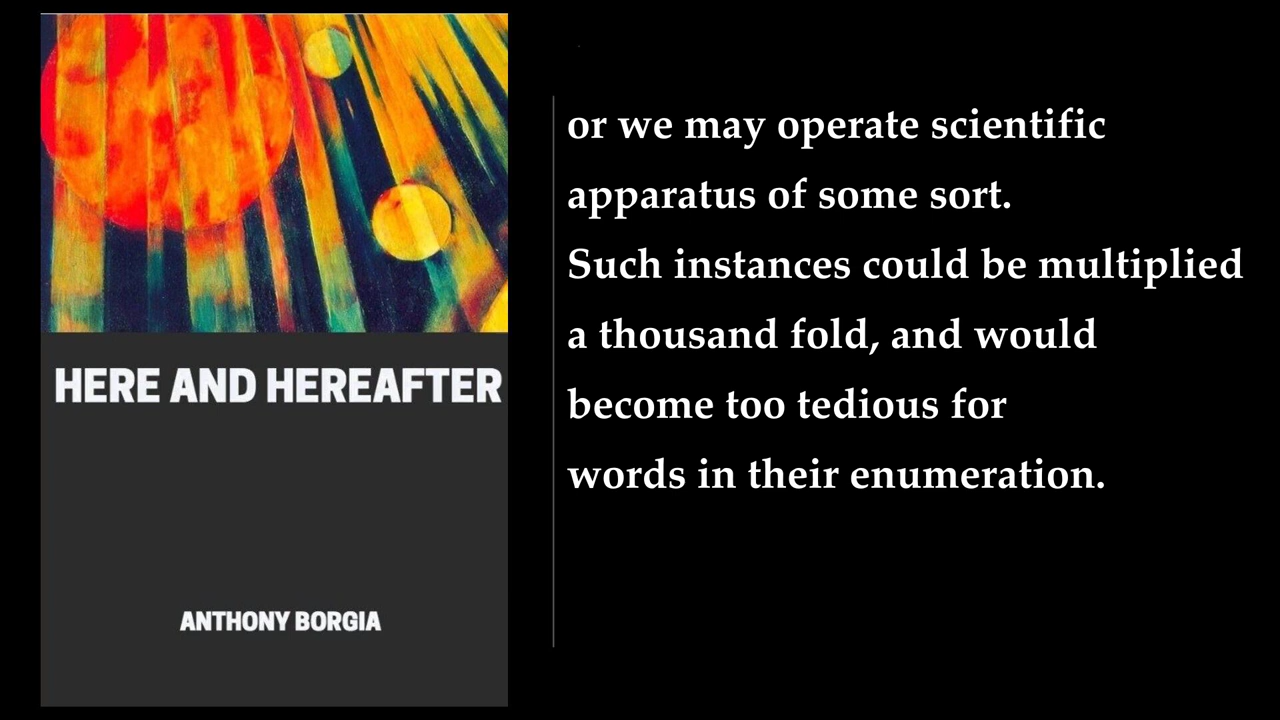 HERE AND HEREAFTER
ANTHONY BORGIA
or we may operate scientific
apparatus of some sort.
Such instances could be multiplied
a thousand fold, and would
become too tedious for
words in their enumeration.